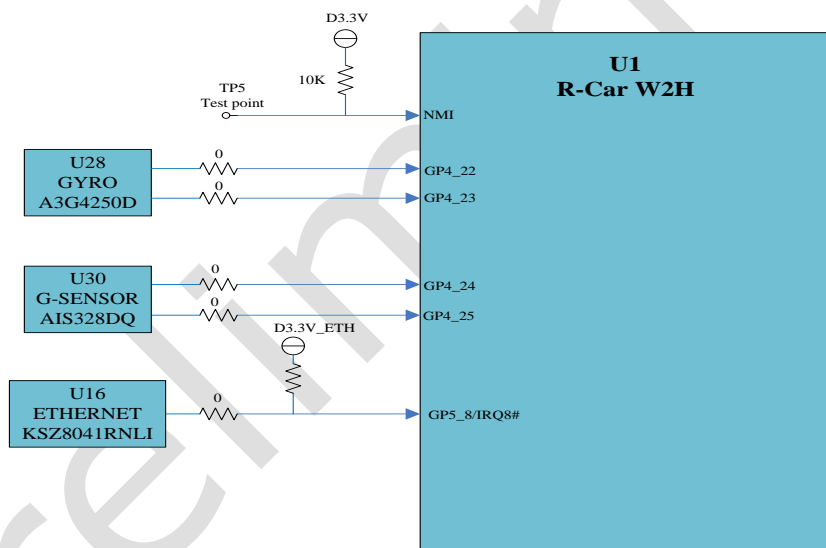 D3.3V
U1
R-Car W2H
10K
TP5
Test point
NMI
U28
GYRO
A3G4250D
0
GP4_22
0
GP4_23
U30
G-SENSOR
AIS328DQ
0
GP4_24
0
GP4_25
D3.3V_ETH
U16
ETHERNET
KSZ8041RNLI
0
GP5_8/IRQ8#